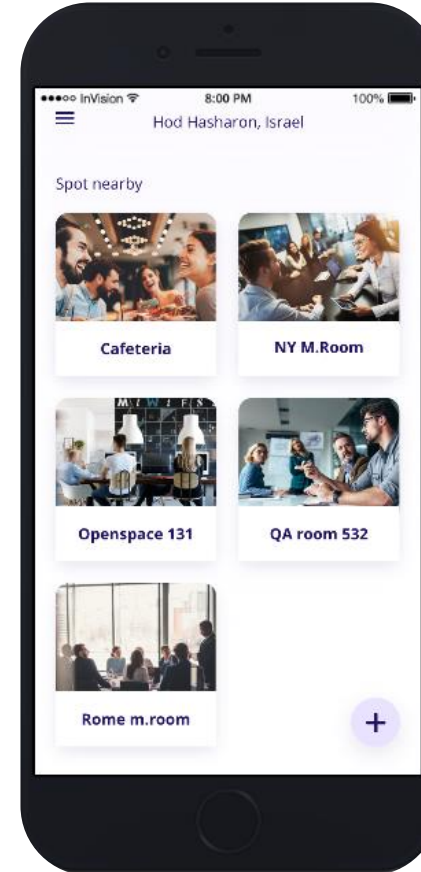 InVision 8:00 PM 100%
Hod Hasharon, Israel
Spot nearby
Cafeteria
NY M.Room
Openspace 131
QA room 532
Rome m.room
+